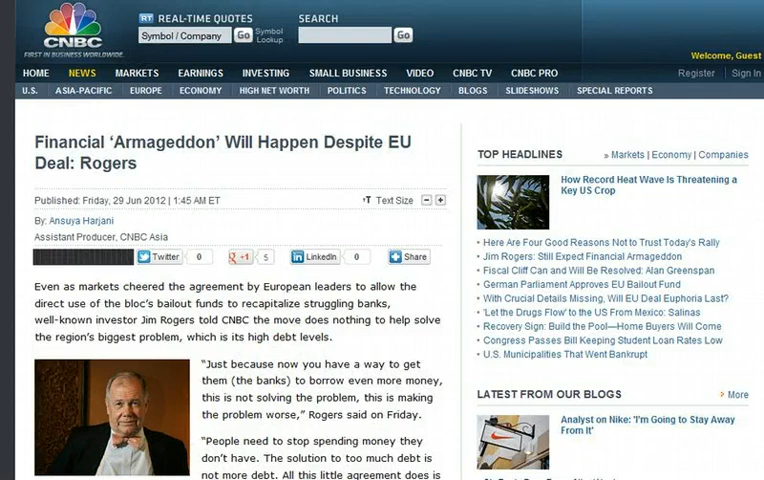 RT REAL-TIME QUOTES
SEARCH
CNBC
FIRST IN BUSINESS WORLDWIDE.
Symbol / Company
Go
Symbol Lookup
Go
Welcome, Guest
Register | Sign In
HOME NEWS MARKETS EARNINGS INVESTING SMALL BUSINESS VIDEO CNBC TV CNBC PRO
U.S. | ASIA-PACIFIC | EUROPE | ECONOMY | HIGH NET WORTH | POLITICS | TECHNOLOGY | BLOGS | SLIDESHOWS | SPECIAL REPORTS
Financial ‘Armageddon’ Will Happen Despite EU
Deal: Rogers
Published: Friday, 29 Jun 2012 | 1:45 AM ET
Text Size
By: Ansuya Harjani
Assistant Producer, CNBC Asia
Twitter 0 +1 5 LinkedIn 0 Share
Even as markets cheered the agreement by European leaders to allow the
direct use of the bloc’s bailout funds to recapitalize struggling banks,
well-known investor Jim Rogers told CNBC the move does nothing to help solve
the region’s biggest problem, which is its high debt levels.
“Just because now you have a way to get
them (the banks) to borrow even more money,
this is not solving the problem, this is making
the problem worse,” Rogers said on Friday.
“People need to stop spending money they
don’t have. The solution to too much debt is
not more debt. All this little agreement does is
TOP HEADLINES
» Markets | Economy | Companies
How Record Heat Wave Is Threatening a
Key US Crop
Here Are Four Good Reasons Not to Trust Today's Rally
Jim Rogers: Still Expect Financial Armageddon
Fiscal Cliff Can and Will Be Resolved: Alan Greenspan
German Parliament Approves EU Bailout Fund
With Crucial Details Missing, Will EU Deal Euphoria Last?
'Let the Drugs Flow' to the US From Mexico: Salinas
Recovery Sign: Build the Pool—Home Buyers Will Come
Congress Passes Bill Keeping Student Loan Rates Low
U.S. Municipalities That Went Bankrupt
LATEST FROM OUR BLOGS
More
Analyst on Nike: 'I'm Going to Stay Away
From It'